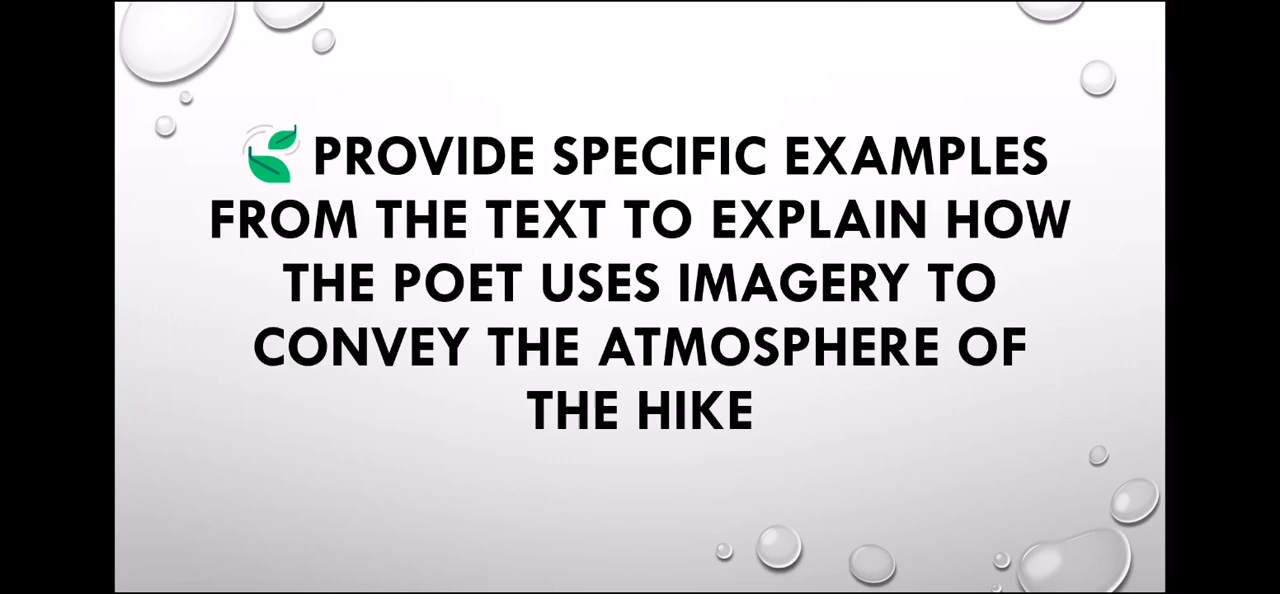 PROVIDE SPECIFIC EXAMPLES
FROM THE TEXT TO EXPLAIN HOW
THE POET USES IMAGERY TO
CONVEY THE ATMOSPHERE OF
THE HIKE